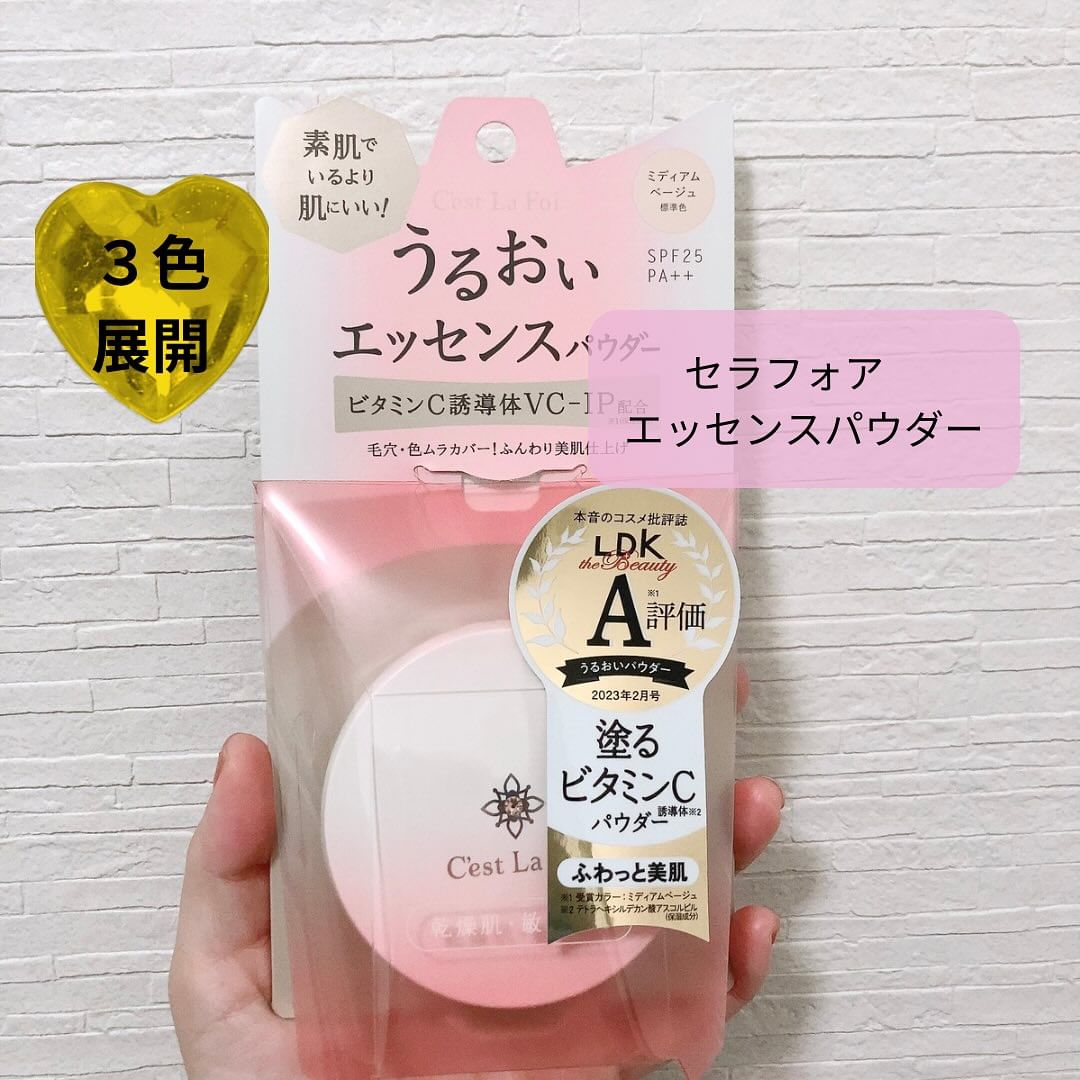 素肌で
いるより
肌にいい!
C'est La Foi
ミディアム
ベージュ
標準色
SPF25
PA++
3色
展開
うるおい
エッセンスパウダー
ビタミンC誘導体VC-IP配合
毛穴・色ムラカバー!ふんわり美肌仕上げ
セラフォア
エッセンスパウダー
本音のコスメ批評誌
LDK
the Beauty
A※1評価
うるおいパウダー
2023年2月号
塗る
ビタミンC
誘導体※2
パウダー
ふわっと美肌
※1 受賞カラー:ミディアムベージュ
※2 テトラヘキシルデカン酸アスコルビル
(保湿成分)
C'est La
乾燥肌・敏